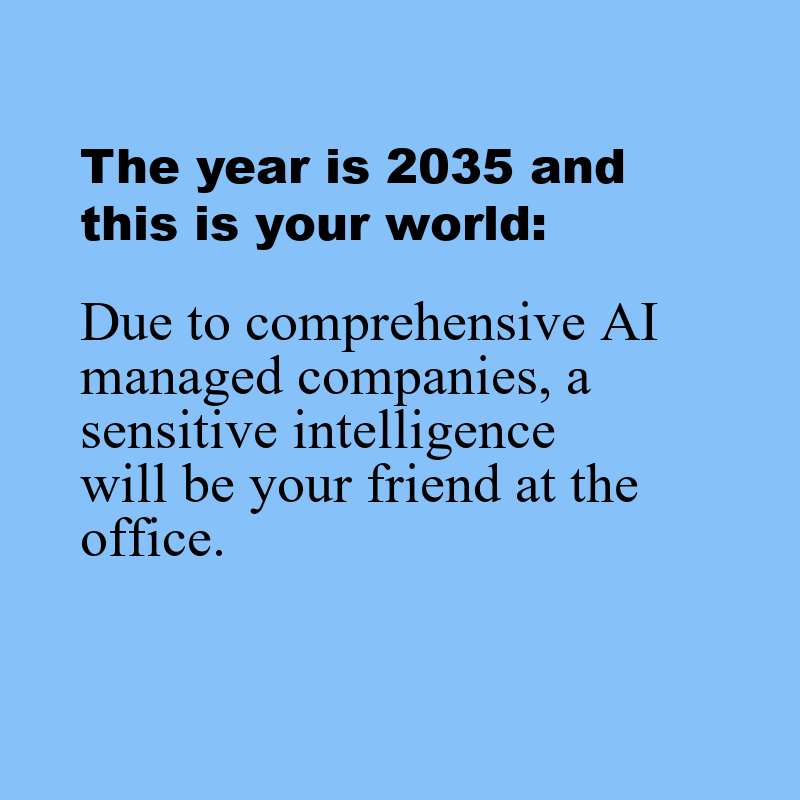 The year is 2035 and
this is your world:
Due to comprehensive AI
managed companies, a
sensitive intelligence
will be your friend at the
office.